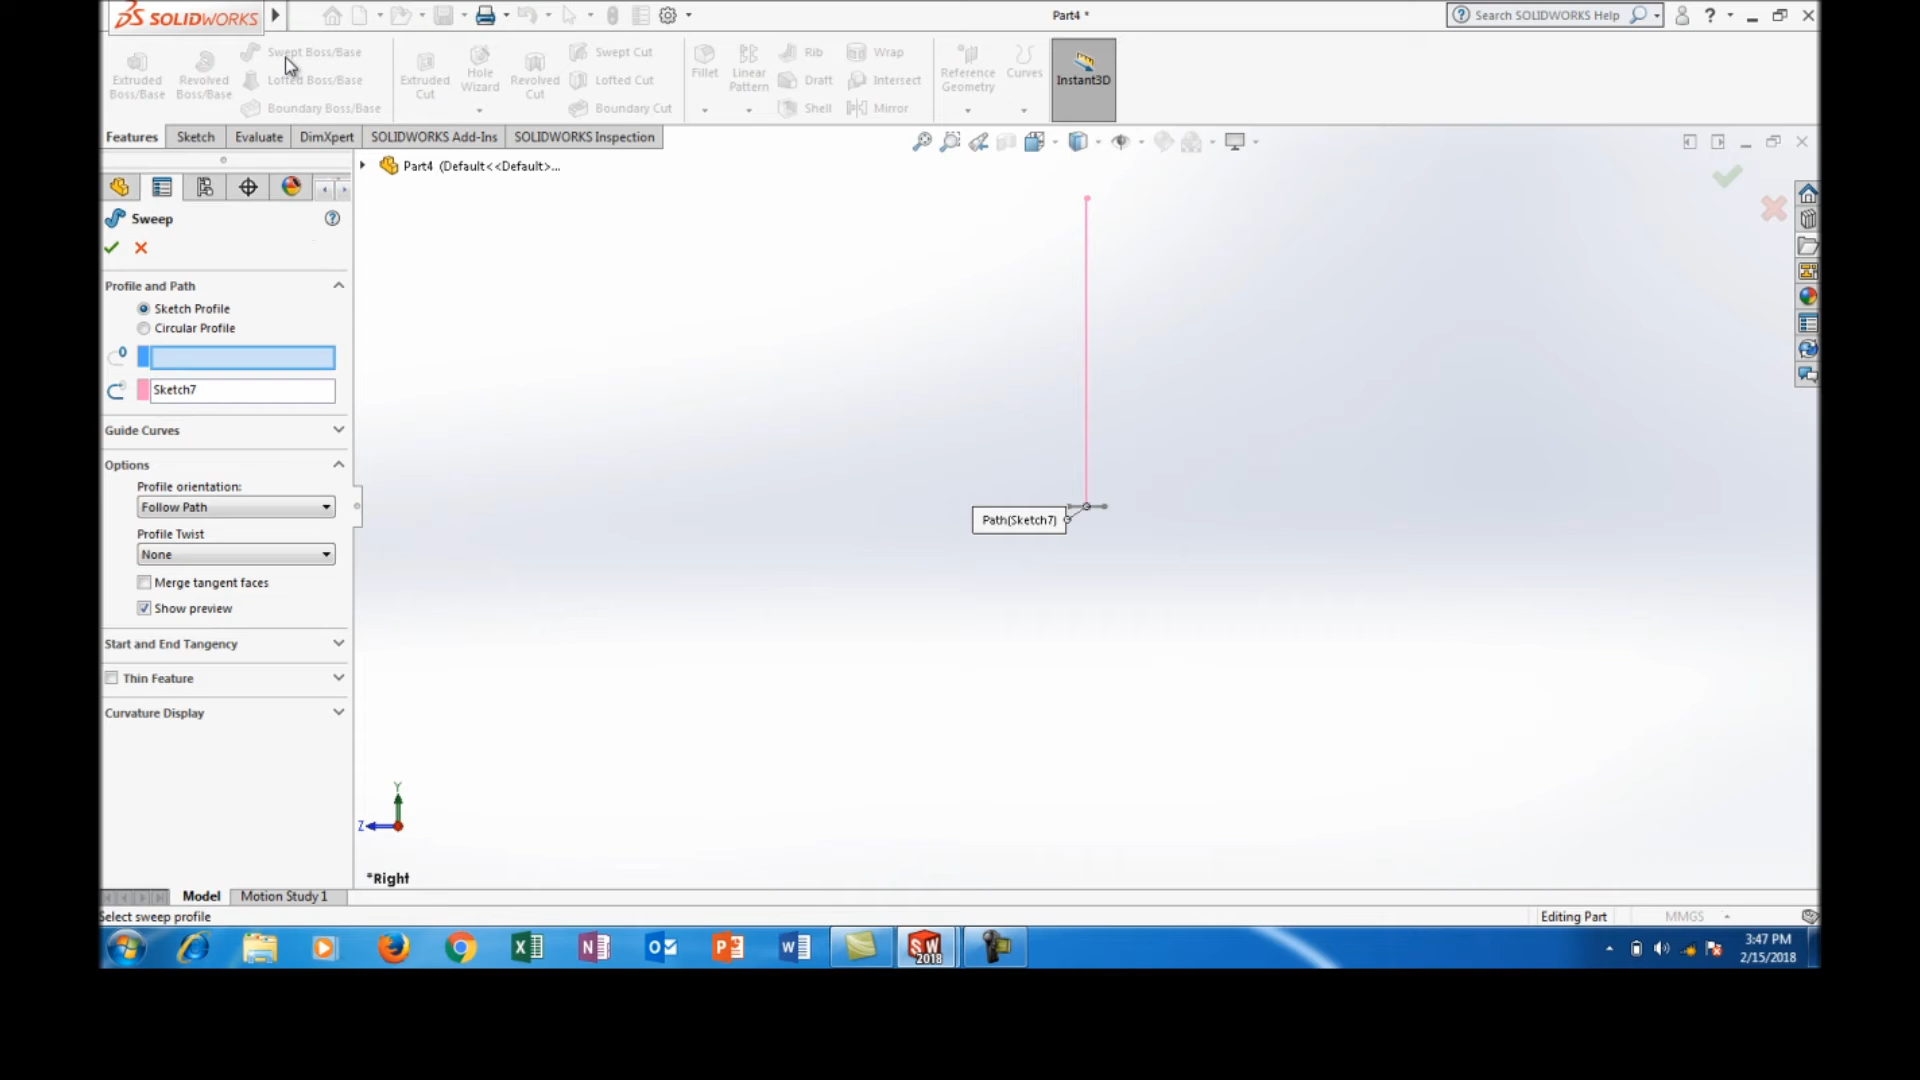 SOLIDWORKS
Part4 *
Search SOLIDWORKS Help
?
Extruded Boss/Base
Revolved Boss/Base
Swept Boss/Base
Lofted Boss/Base
Boundary Boss/Base
Extruded Cut
Hole Wizard
Revolved Cut
Swept Cut
Lofted Cut
Boundary Cut
Fillet
Linear Pattern
Rib
Draft
Shell
Wrap
Intersect
Mirror
Reference Geometry
Curves
Instant3D
Features
Sketch
Evaluate
DimXpert
SOLIDWORKS Add-Ins
SOLIDWORKS Inspection
Part4 (Default<<Default>...
Sweep
Profile and Path
Sketch Profile
Circular Profile
Sketch7
Guide Curves
Options
Profile orientation:
Follow Path
Profile Twist
None
Merge tangent faces
Show preview
Start and End Tangency
Thin Feature
Curvature Display
Path(Sketch7)
Y
Z
*Right
Model
Motion Study 1
Select sweep profile
Editing Part
MMGS
SW
2018
3:47 PM
2/15/2018